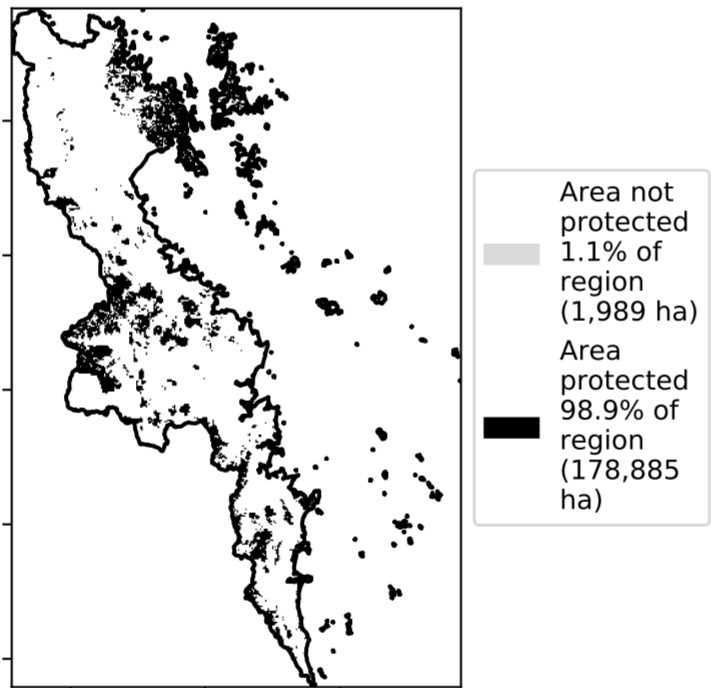 Area not
protected
1.1% of
region
(1,989 ha)
Area
protected
98.9% of
region
(178,885
ha)